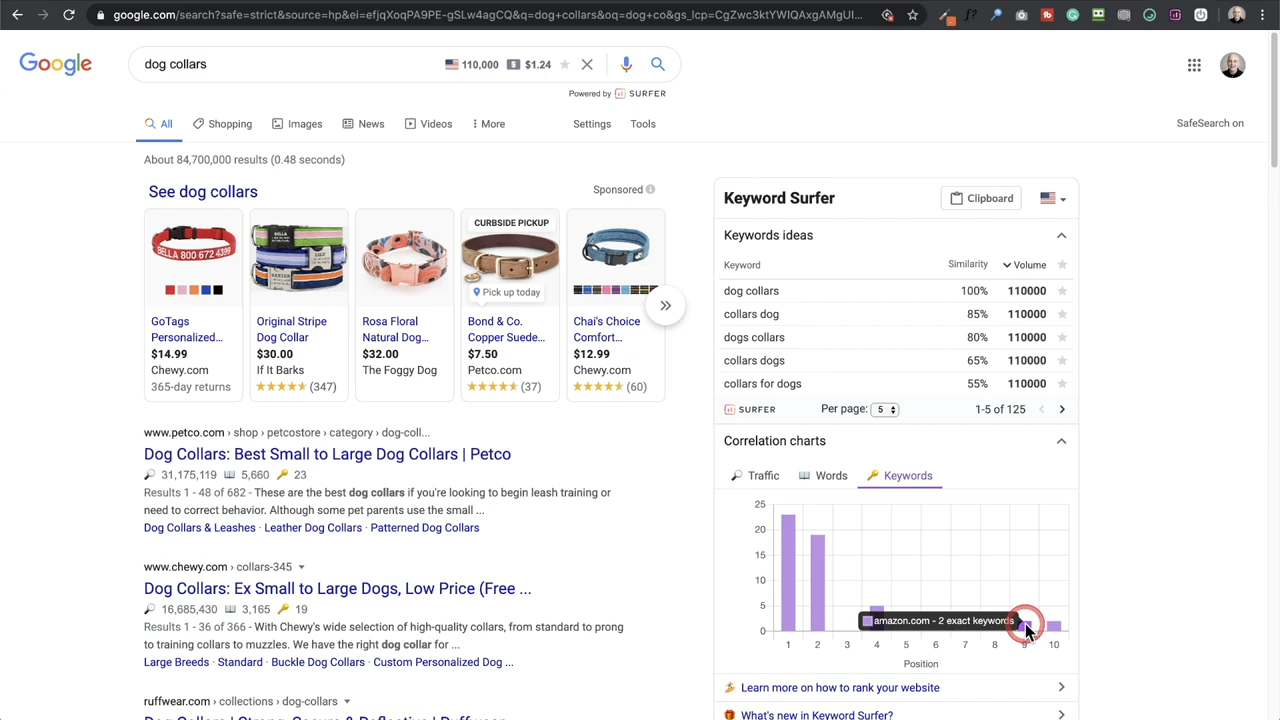 google.com/search?safe=strict&source=hp&ei=efjqXoqPA9PE-gSLw4agCQ&q=dog+collars&oq=dog+co&gs_lcp=CgZwc3ktYWIQAxgAMgUI...
Google
dog collars
110,000
$
$1.24
Powered by SURFER
All
Shopping
Images
News
Videos
More
Settings
Tools
SafeSearch on
About 84,700,000 results (0.48 seconds)
See dog collars
Sponsored
BELLA 800 672 4399
GoTags
Personalized...
$14.99
Chewy.com
365-day returns
Original Stripe
Dog Collar
$30.00
If It Barks
(347)
Rosa Floral
Natural Dog...
$32.00
The Foggy Dog
CURBSIDE PICKUP
Pick up today
Bond & Co.
Copper Suede...
$7.50
Petco.com
(37)
Chai's Choice
Comfort...
$12.99
Chewy.com
(60)
www.petco.com › shop › petcostore › category › dog-coll...
Dog Collars: Best Small to Large Dog Collars | Petco
31,175,119 5,660 23
Results 1 - 48 of 682 - These are the best dog collars if you're looking to begin leash training or
need to correct behavior. Although some pet parents use the small ...
Dog Collars & Leashes · Leather Dog Collars · Patterned Dog Collars
www.chewy.com › collars-345
Dog Collars: Ex Small to Large Dogs, Low Price (Free ...
16,685,430 3,165 19
Results 1 - 36 of 366 - With Chewy's wide selection of high-quality collars, from standard to prong
to training collars to muzzles. We have the right dog collar for ...
Large Breeds · Standard · Buckle Dog Collars · Custom Personalized Dog ...
ruffwear.com › collections › dog-collars
Keyword Surfer
Clipboard
Keywords ideas
Keyword Similarity Volume
dog collars 100% 110000
collars dog 85% 110000
dogs collars 80% 110000
collars dogs 65% 110000
collars for dogs 55% 110000
SURFER
Per page: 5
1-5 of 125
Correlation charts
Traffic
Words
Keywords
25
20
15
10
5
0
amazon.com - 2 exact keywords
1 2 3 4 5 6 7 8 9 10
Position
Learn more on how to rank your website
What's new in Keyword Surfer?